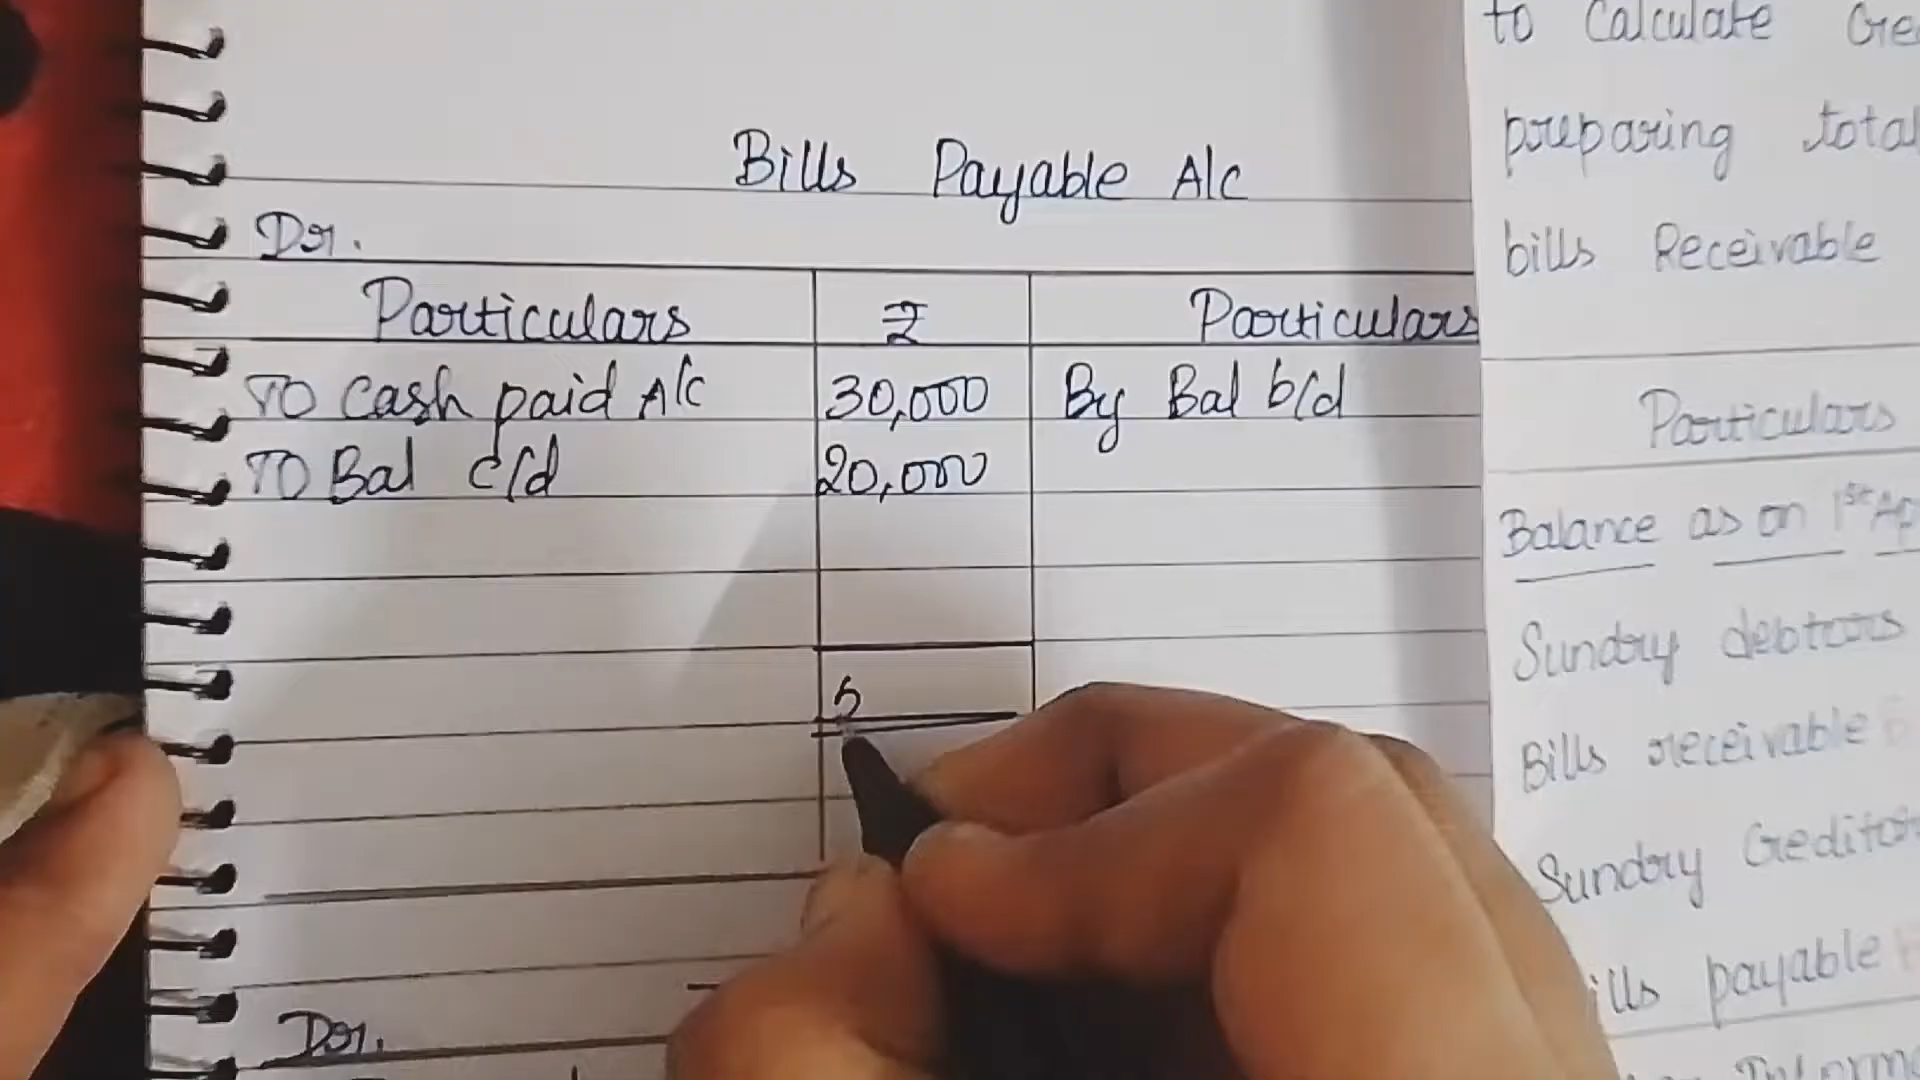 Bills Payable A/c
Dr.
Particulars ₹ Particulars
TO Cash paid A/c 30,000 By Bal b/d
TO Bal c/d 20,000
5
Dr.
to Calculate
preparing total
bills Receivable
Particulars
Balance as on 1st
Sundry debtors
Bills receivable
Sundry
payable